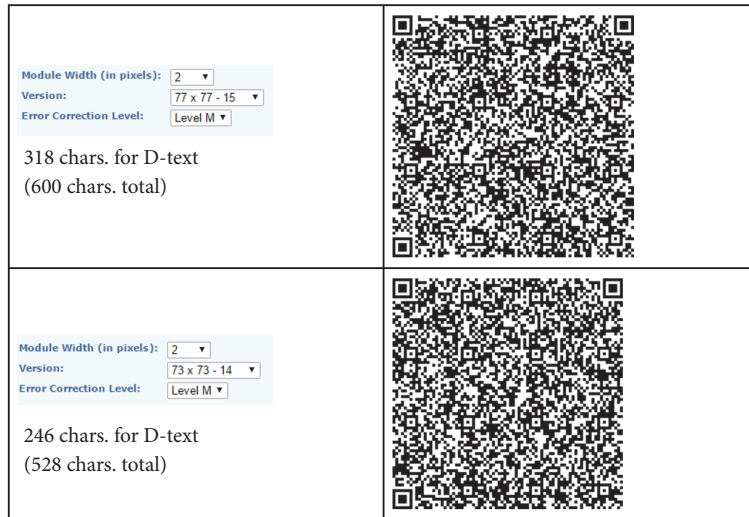 Module Width (in pixels): 2
Version: 77 x 77 - 15
Error Correction Level: Level M
318 chars. for D-text
(600 chars. total)
Module Width (in pixels): 2
Version: 73 x 73 - 14
Error Correction Level: Level M
246 chars. for D-text
(528 chars. total)